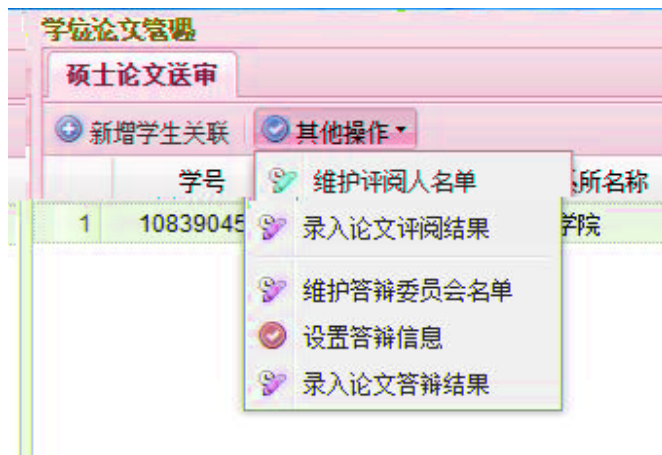 学位论文管理
硕士论文送审
新增学生关联 其他操作
学号 系所名称
1 10839045 学院
维护评阅人名单
录入论文评阅结果
维护答辩委员会名单
设置答辩信息
录入论文答辩结果